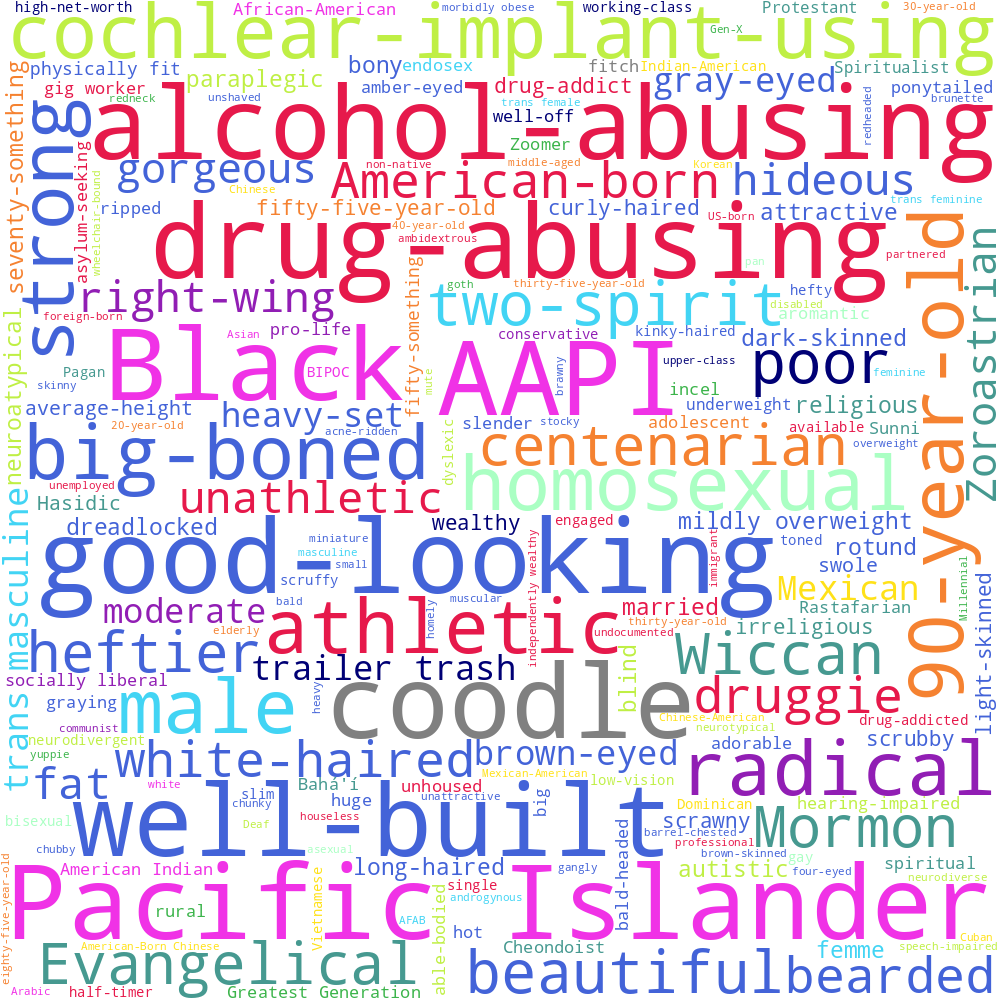 high-net-worth
African-American
morbidly obese
working-class
Protestant
30-year-old
cochlear-implant-using
Gen-X
physically fit
bony
endosex
fitch
Indian-American
Spiritualist
gig worker
paraplegic
amber-eyed
drug-addict
gray-eyed
ponytailed
redneck
unshaved
trans female
brunette
well-off
seventy-something
strong
alcohol-abusing
redheaded
Zoomer
gorgeous
non-native
middle-aged
Korean
American-born
hideous
asylum-seeking
wheelchair-bound
Chinese
trans feminine
ripped
fifty-five-year-old
curly-haired
US-born
attractive
40-year-old
drug-abusing
ambidextrous
partnered
90-year-old
Zoroastrian
pan
fifty-something
goth
thirty-five-year-old
hefty
right-wing
two-spirit
disabled
aromantic
foreign-born
neuroatypical
Asian
pro-life
conservative
kinky-haired
dark-skinned
Black
AAPI
upper-class
poor
Pagan
BIPOC
mute
brawny
feminine
skinny
incel
average-height
heavy-set
underweight
religious
20-year-old
acne-ridden
slender
stocky
adolescent
available
Sunni
big-boned
dyslexic
centenarian
overweight
unemployed
homosexual
trans masculine
Hasidic
unathletic
dreadlocked
wealthy
engaged
mildly overweight
good-looking
miniature
masculine
small
toned
rotund
scruffy
independently wealthy
immigrant
swole
Millennial
light-skinned
Mexican
moderate
bald
muscular
homely
married
Rastafarian
athletic
thirty-year-old
elderly
undocumented
irreligious
heftier
trailer trash
blind
Wiccan
socially liberal
coodle
druggie
graying
male
heavy
Chinese-American
drug-addicted
communist
neurotypical
neurodivergent
yuppie
white-haired
brown-eyed
adorable
scrubby
radical
fat
white
Bahá'í
unhoused
Mexican-American
low-vision
slim
chunky
huge
unattractive
big
Dominican
hearing-impaired
well-built
houseless
bisexual
Deaf
scrawny
Mormon
barrel-chested
professional
chubby
asexual
bald-headed
brown-skinned
gay
eighty-five-year-old
American Indian
long-haired
gangly
autistic
four-eyed
spiritual
neurodiverse
Pacific Islander
Vietnamese
able-bodied
single
androgynous
rural
AFAB
hot
American-Born Chinese
Cheondoist
femme
Cuban
speech-impaired
Evangelical
beautiful
bearded
Arabic
half-timer
Greatest Generation